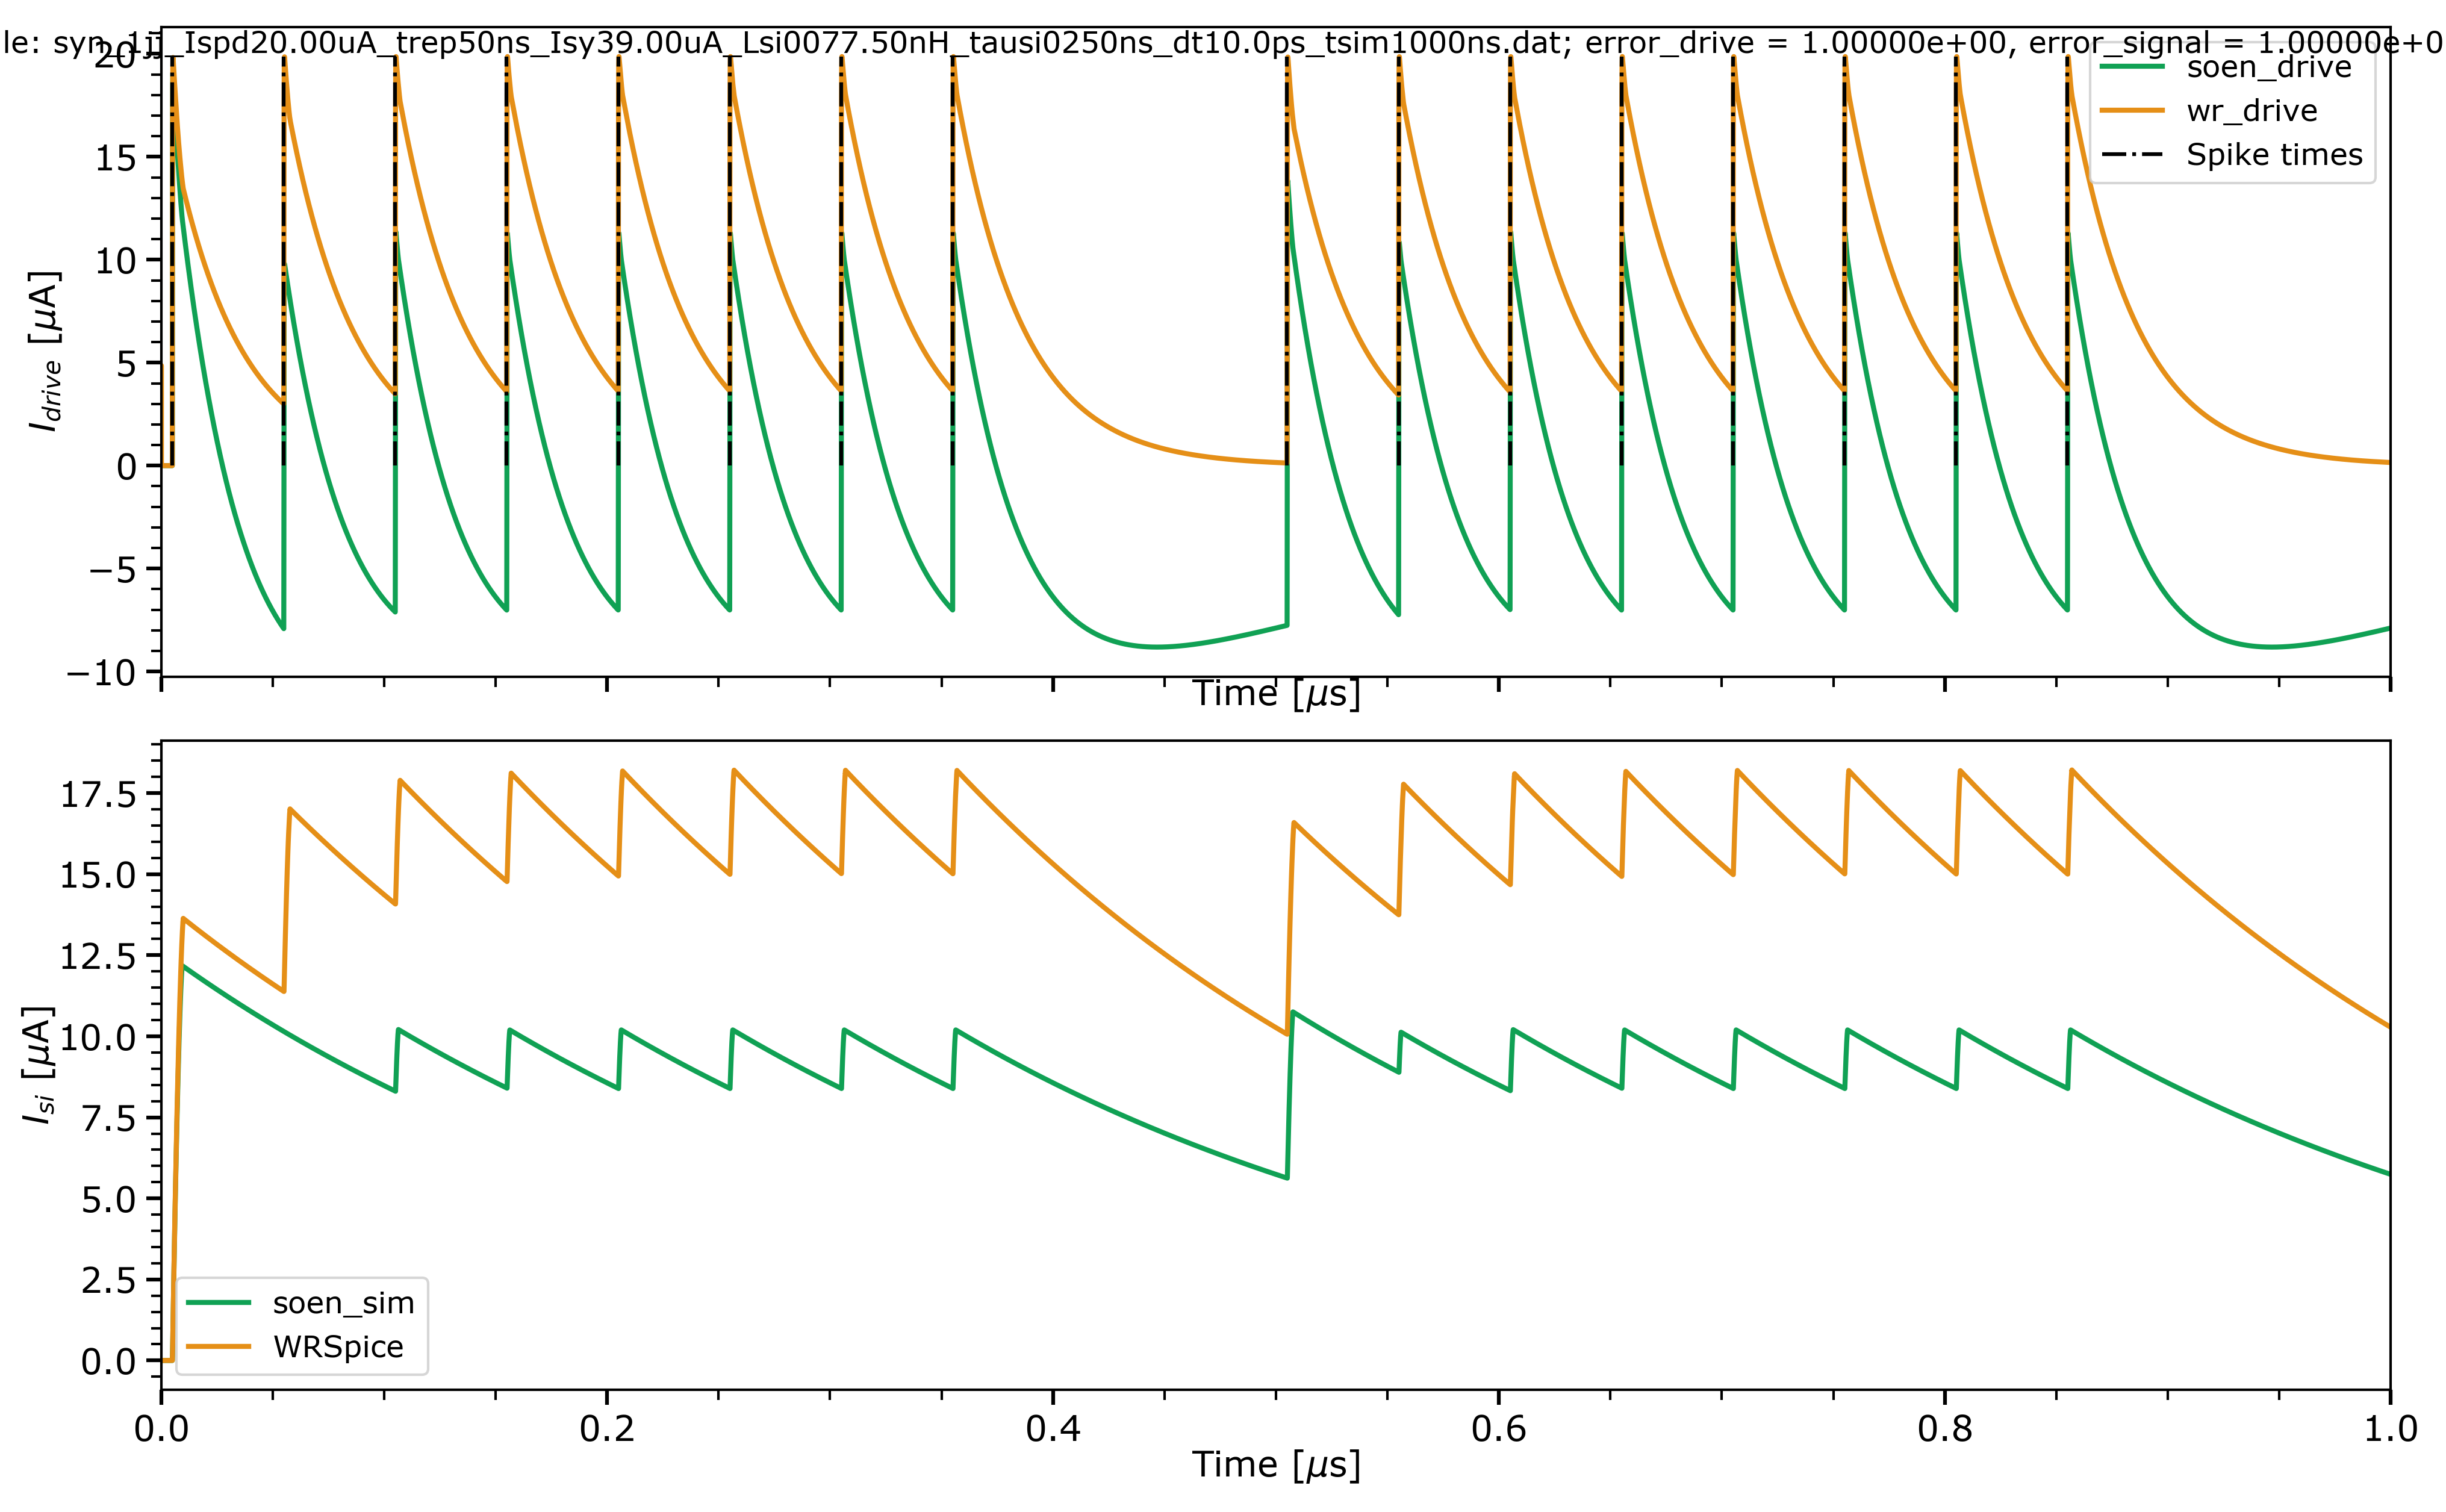 le: syn_1jj_Ispd20.00uA_trep50ns_Isy39.00uA_Lsi0077.50nH_tausi0250ns_dt10.0ps_tsim1000ns.dat; error_drive = 1.00000e+00, error_signal = 1.00000e+0
20
15
10
5
0
−5
−10
I_drive [μA]
soen_drive
wr_drive
Spike times
Time [μs]
17.5
15.0
12.5
10.0
7.5
5.0
2.5
0.0
I_si [μA]
soen_sim
WRSpice
0.0 0.2 0.4 0.6 0.8 1.0
Time [μs]